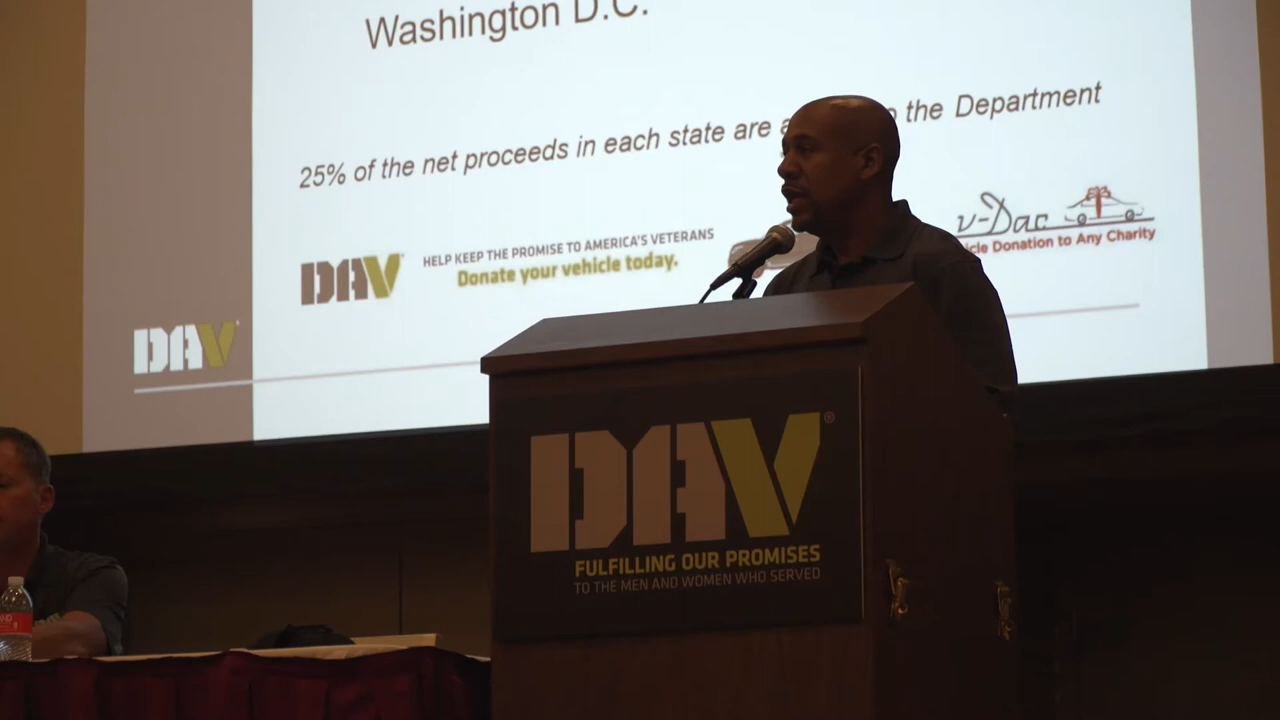 Washington D.C.
25% of the net proceeds in each state are the Department
DAV
HELP KEEP THE PROMISE TO AMERICA'S VETERANS
Donate your vehicle today.
v-Dac
Donation to Any Charity
DAV
DAV®
FULFILLING OUR PROMISES
TO THE MEN AND WOMEN WHO SERVED